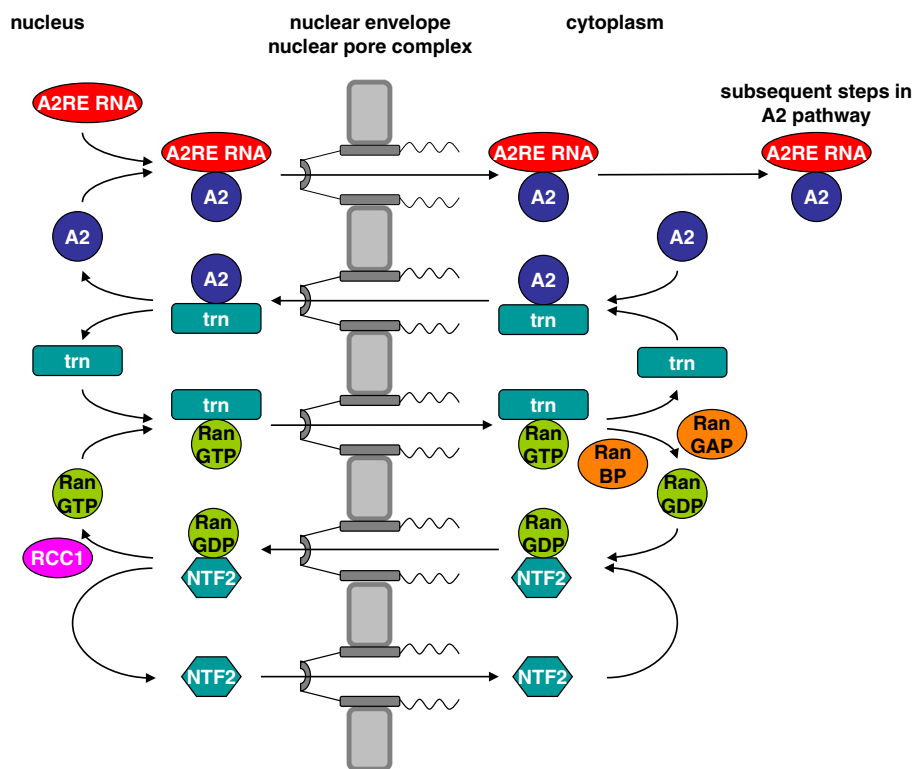 nucleus
nuclear envelope
nuclear pore complex
cytoplasm
A2RE RNA
subsequent steps in
A2 pathway
A2RE RNA
A2
A2RE RNA
A2
A2RE RNA
A2
A2
A2
A2
trn
A2
trn
A2
trn
trn
trn
Ran
GTP
trn
Ran
GTP
Ran
BP
Ran
GAP
Ran
GTP
Ran
GDP
RCC1
Ran
GDP
NTF2
Ran
GDP
NTF2
NTF2
NTF2